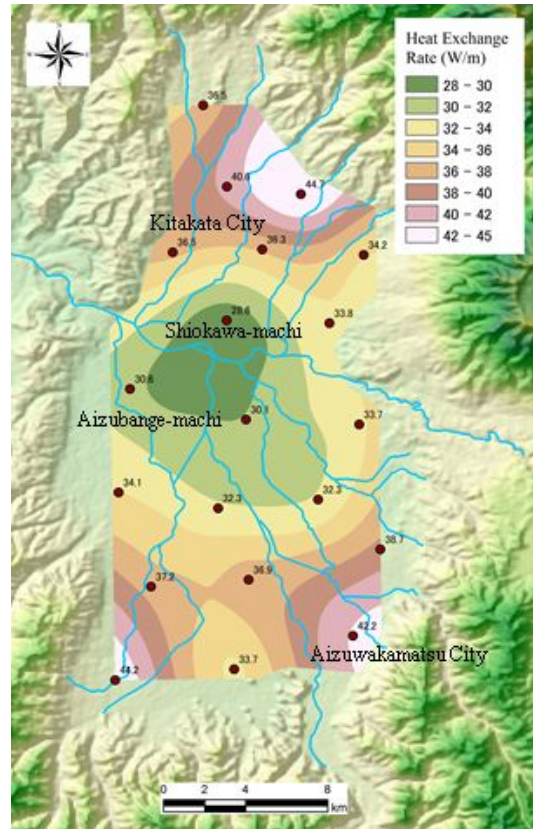 Heat Exchange
Rate (W/m)
28 - 30
30 - 32
32 - 34
34 - 36
36 - 38
38 - 40
40 - 42
42 - 45
36.5
40.6
44.7
Kitakata City
36.5
36.3
34.2
28.6
33.8
Shiokawa-machi
30.6
Aizubange-machi
30.1
33.7
34.1
32.3
32.3
38.7
37.2
36.9
42.2
Aizuwakamatsu City
44.2
33.7
0 2 4 8
km